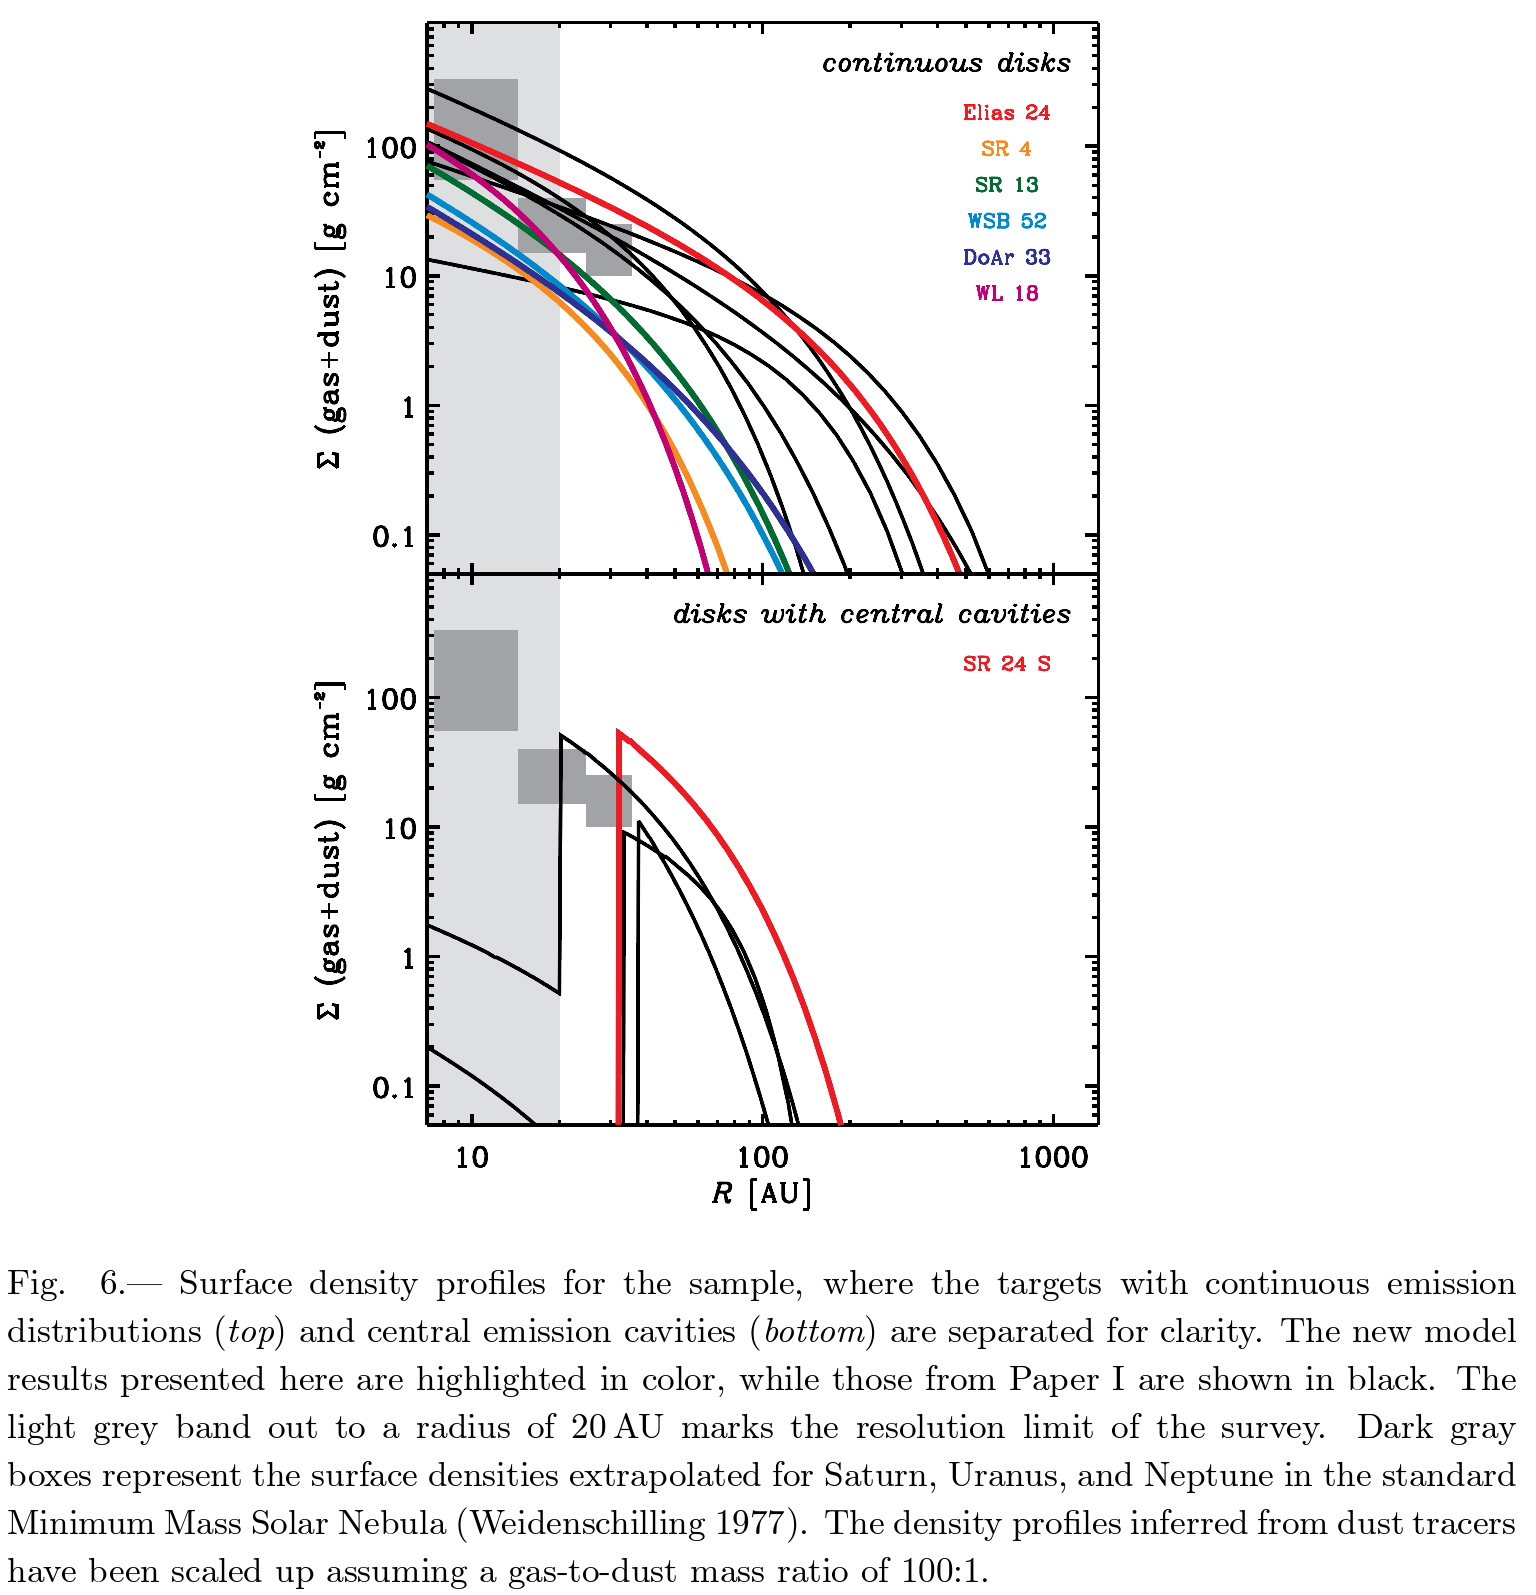 continuous disks
Elias 24
SR 4
SR 13
WSB 52
DoAr 33
WL 18
100
10
1
0.1
Σ (gas+dust) [g cm⁻²]
disks with central cavities
SR 24 S
100
10
1
0.1
Σ (gas+dust) [g cm⁻²]
10 100 1000
R [AU]
Fig. 6.— Surface density profiles for the sample, where the targets with continuous emission
distributions (top) and central emission cavities (bottom) are separated for clarity. The new model
results presented here are highlighted in color, while those from Paper I are shown in black. The
light grey band out to a radius of 20 AU marks the resolution limit of the survey. Dark gray
boxes represent the surface densities extrapolated for Saturn, Uranus, and Neptune in the standard
Minimum Mass Solar Nebula (Weidenschilling 1977). The density profiles inferred from dust tracers
have been scaled up assuming a gas-to-dust mass ratio of 100:1.